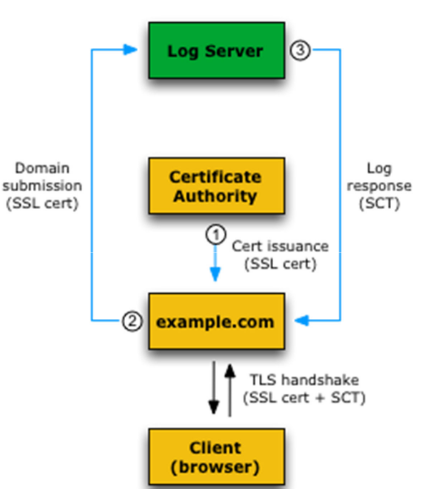 Log Server
3
Domain
submission
(SSL cert)
Log
response
(SCT)
Certificate
Authority
1
Cert issuance
(SSL cert)
2
example.com
TLS handshake
(SSL cert + SCT)
Client
(browser)